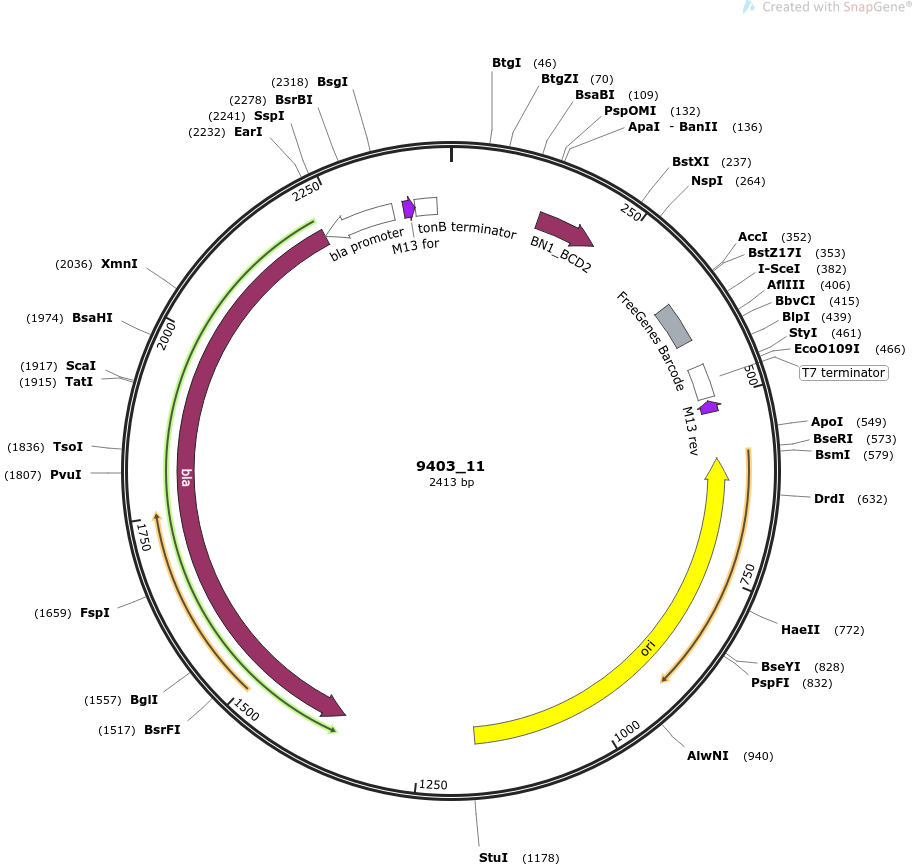 Created with SnapGene®
BtgI (46)
BtgZI (70)
BsaBI (109)
PspOMI (132)
ApaI - BanII (136)
BstXI (237)
NspI (264)
AccI (352)
BstZ17I (353)
I-SceI (382)
AflIII (406)
BbvCI (415)
BlpI (439)
StyI (461)
EcoO109I (466)
T7 terminator
ApoI (549)
BseRI (573)
BsmI (579)
DrdI (632)
HaeII (772)
BseYI (828)
PspFI (832)
AlwNI (940)
StuI (1178)
(1517) BsrFI
(1557) BglI
(1659) FspI
(1807) PvuI
(1836) TsoI
(1915) TatI
(1917) ScaI
(1974) BsaHI
(2036) XmnI
(2232) EarI
(2241) SspI
(2278) BsrBI
(2318) BsgI
250
500
750
1000
1250
1500
1750
2000
2250
bla promoter
M13 for
tonB terminator
BN1_BCD2
FreeGenes Barcode
M13 rev
ori
bla
9403_11
2413 bp